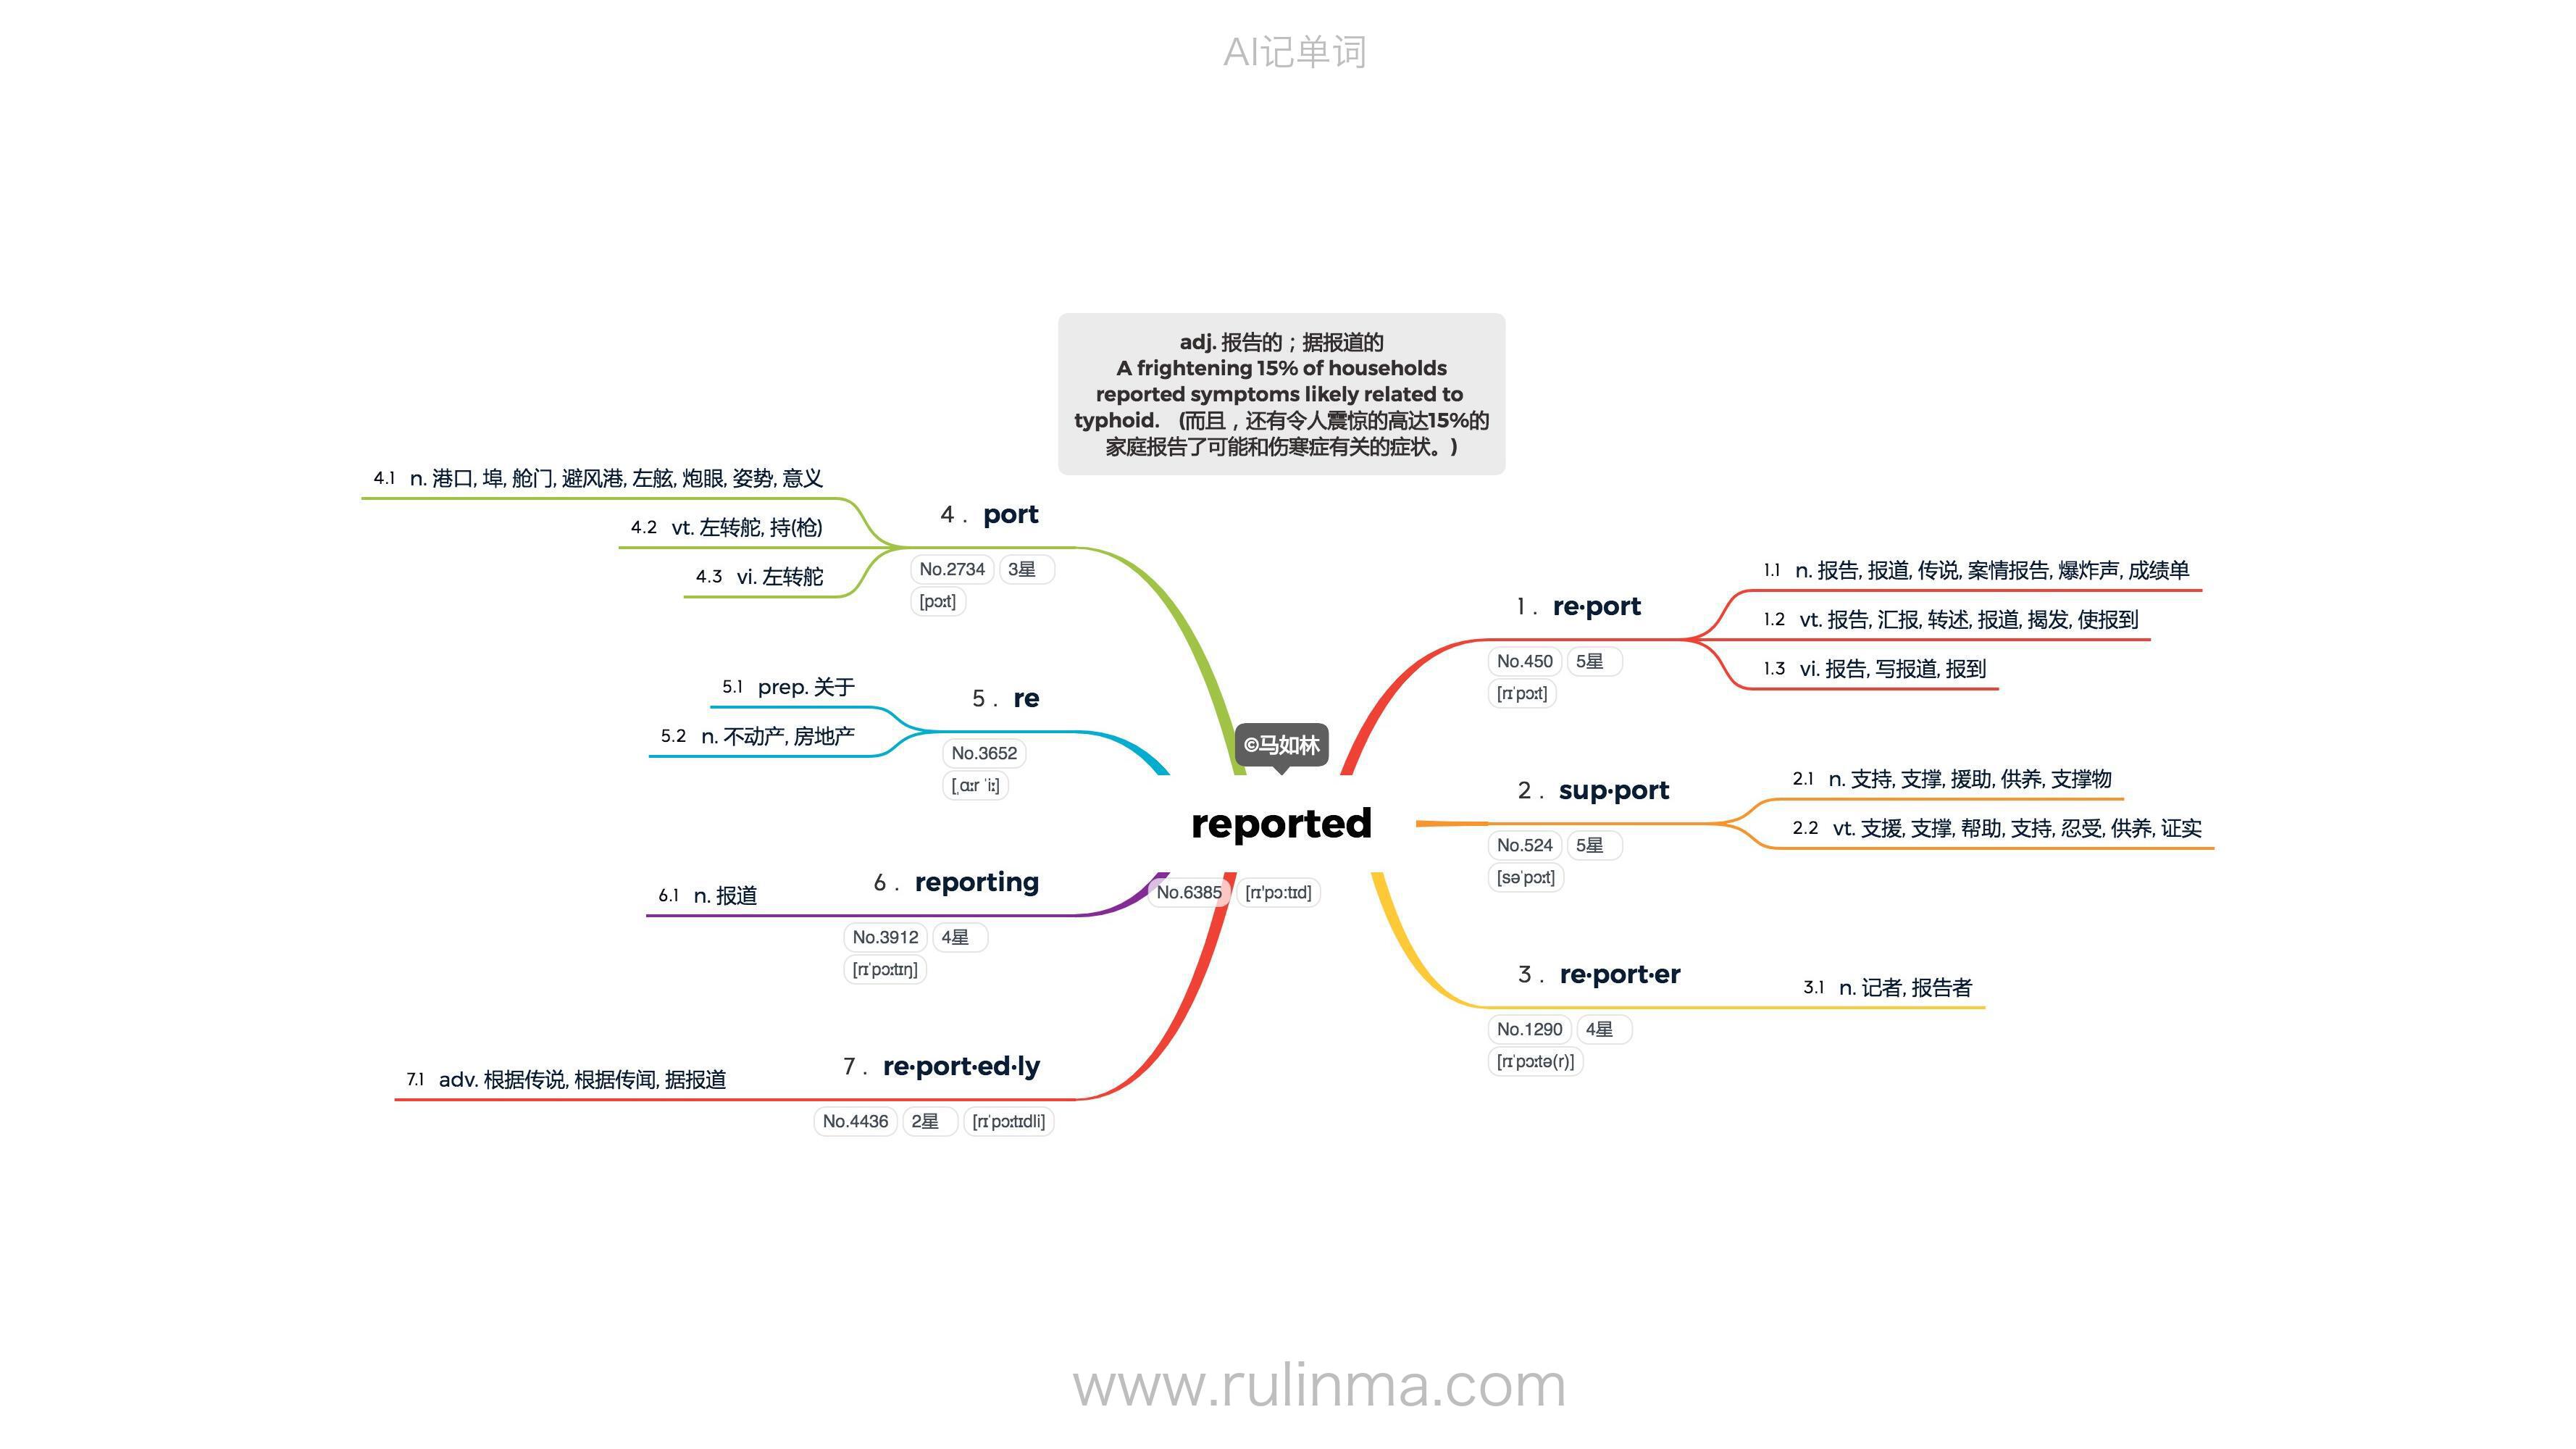 AI记单词
adj. 报告的；据报道的
A frightening 15% of households
reported symptoms likely related to
typhoid. (而且，还有令人震惊的高达15%的
家庭报告了可能和伤寒症有关的症状。)
©马如林
reported
No.6385 [rɪ'pɔ:tɪd]
1. re·port
No.450 5星
[rɪˈpɔːt]
1.1 n. 报告, 报道, 传说, 案情报告, 爆炸声, 成绩单
1.2 vt. 报告, 汇报, 转述, 报道, 揭发, 使报到
1.3 vi. 报告, 写报道, 报到
2. sup·port
No.524 5星
[səˈpɔːt]
2.1 n. 支持, 支撑, 援助, 供养, 支撑物
2.2 vt. 支援, 支撑, 帮助, 支持, 忍受, 供养, 证实
3. re·port·er
No.1290 4星
[rɪˈpɔːtə(r)]
3.1 n. 记者, 报告者
4. port
No.2734 3星
[pɔːt]
4.1 n. 港口, 埠, 舱门, 避风港, 左舷, 炮眼, 姿势, 意义
4.2 vt. 左转舵, 持(枪)
4.3 vi. 左转舵
5. re
No.3652
[ˌɑːr ˈiː]
5.1 prep. 关于
5.2 n. 不动产, 房地产
6. reporting
No.3912 4星
[rɪˈpɔːtɪŋ]
6.1 n. 报道
7. re·port·ed·ly
No.4436 2星 [rɪˈpɔːtɪdli]
7.1 adv. 根据传说, 根据传闻, 据报道
www.rulinma.com